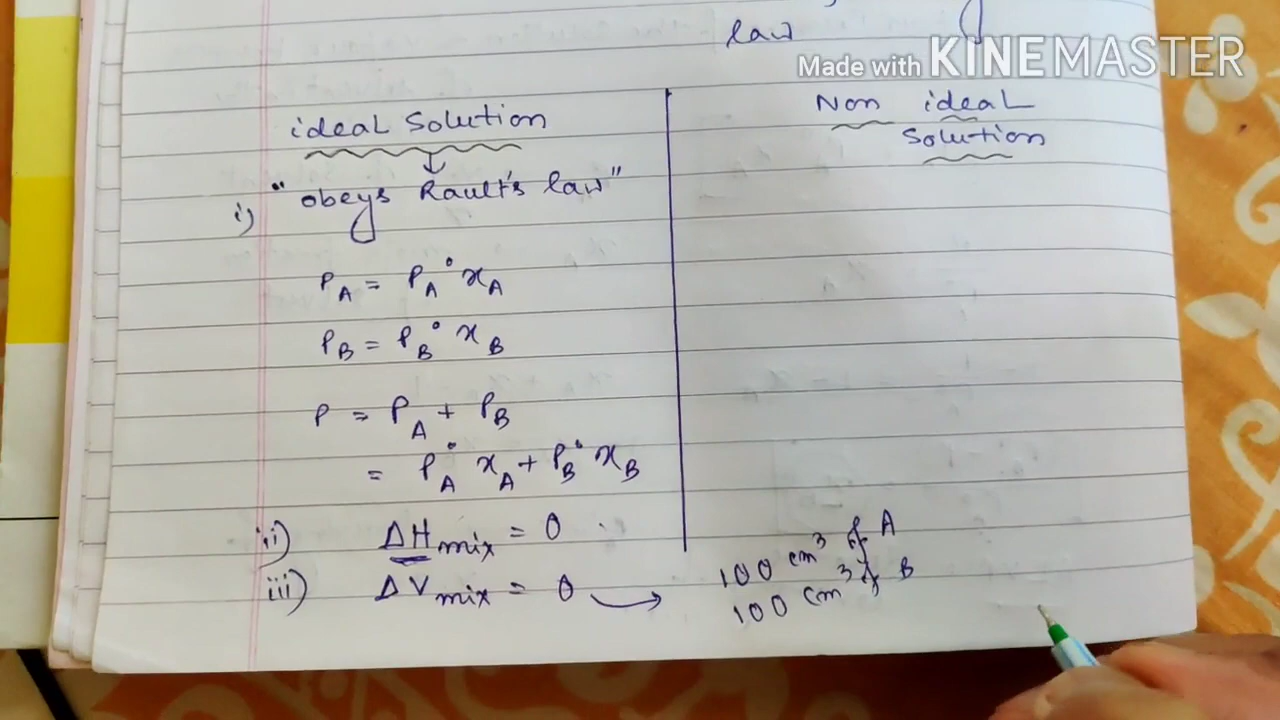 law
Made with KINEMASTER
ideal Solution
i) "obeys Rault's law"
P_A = P_A° x_A
P_B = P_B° x_B
P = P_A + P_B
= P_A° x_A + P_B° x_B
ii) ΔH_mix = 0
iii) ΔV_mix = 0 → 100 cm³ of A
100 cm³ of B
Non ideal
Solution